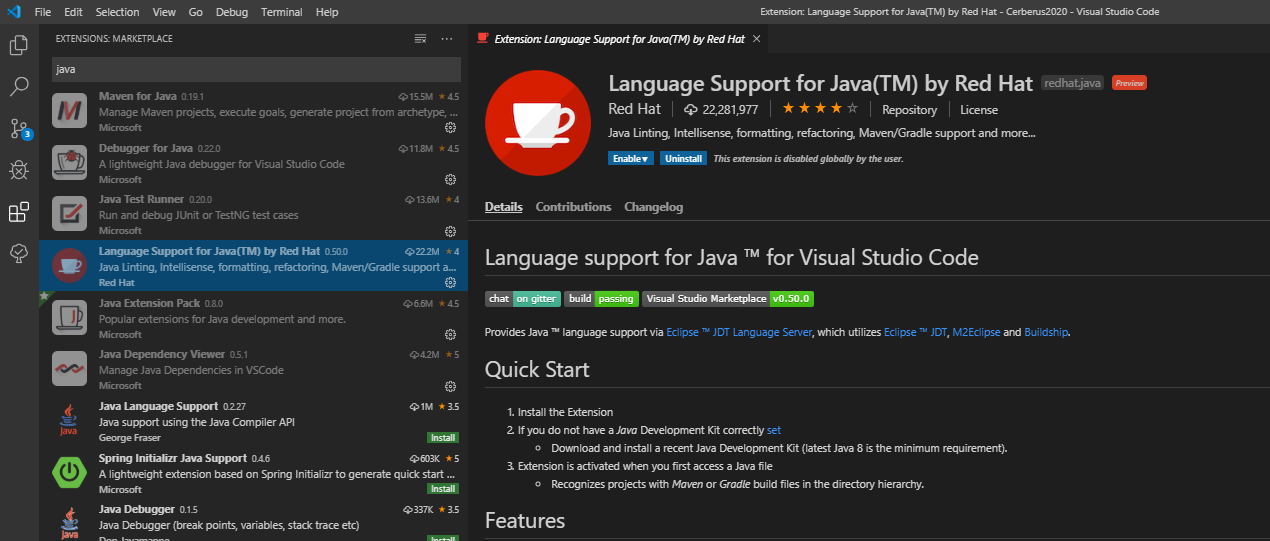 File Edit Selection View Go Debug Terminal Help
Extension: Language Support for Java(TM) by Red Hat - Cerberus2020 - Visual Studio Code
EXTENSIONS: MARKETPLACE
java
Maven for Java 0.19.1 15.5M ★ 4.5
Manage Maven projects, execute goals, generate project from archetype, ...
Microsoft
Debugger for Java 0.22.0 11.8M ★ 4.5
A lightweight Java debugger for Visual Studio Code
Microsoft
Java Test Runner 0.20.0 13.6M ★ 4
Run and debug JUnit or TestNG test cases
Microsoft
Language Support for Java(TM) by Red Hat 0.50.0 22.2M ★ 4
Java Linting, Intellisense, formatting, refactoring, Maven/Gradle support a...
Red Hat
Java Extension Pack 0.8.0 6.6M ★ 4.5
Popular extensions for Java development and more.
Microsoft
Java Dependency Viewer 0.5.1 4.2M ★ 5
Manage Java Dependencies in VSCode
Microsoft
Java Language Support 0.2.27 1M ★ 3.5
Java support using the Java Compiler API
George Fraser Install
Spring Initializr Java Support 0.4.6 603K ★ 5
A lightweight extension based on Spring Initializr to generate quick start ...
Microsoft Install
Java Debugger 0.1.5 337K ★ 3.5
Java Debugger (break points, variables, stack trace etc)
Don Jayamanne Install
3
Java
Java
Extension: Language Support for Java(TM) by Red Hat
Language Support for Java(TM) by Red Hat redhat.java Preview
Red Hat 22,281,977 ★★★★☆ Repository License
Java Linting, Intellisense, formatting, refactoring, Maven/Gradle support and more...
Enable Uninstall This extension is disabled globally by the user.
Details Contributions Changelog
Language support for Java ™ for Visual Studio Code
chat on gitter build passing Visual Studio Marketplace v0.50.0
Provides Java ™ language support via Eclipse ™ JDT Language Server, which utilizes Eclipse ™ JDT, M2Eclipse and Buildship.
Quick Start
1. Install the Extension
2. If you do not have a Java Development Kit correctly set
Download and install a recent Java Development Kit (latest Java 8 is the minimum requirement).
3. Extension is activated when you first access a Java file
Recognizes projects with Maven or Gradle build files in the directory hierarchy.
Features